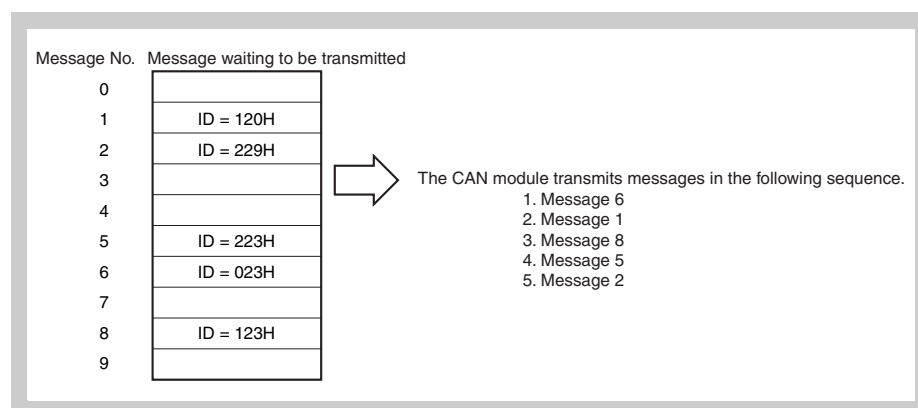 Message No. Message waiting to be transmitted
0
1 ID = 120H
2 ID = 229H
3
4
5 ID = 223H
6 ID = 023H
7
8 ID = 123H
9
The CAN module transmits messages in the following sequence.
1. Message 6
2. Message 1
3. Message 8
4. Message 5
5. Message 2